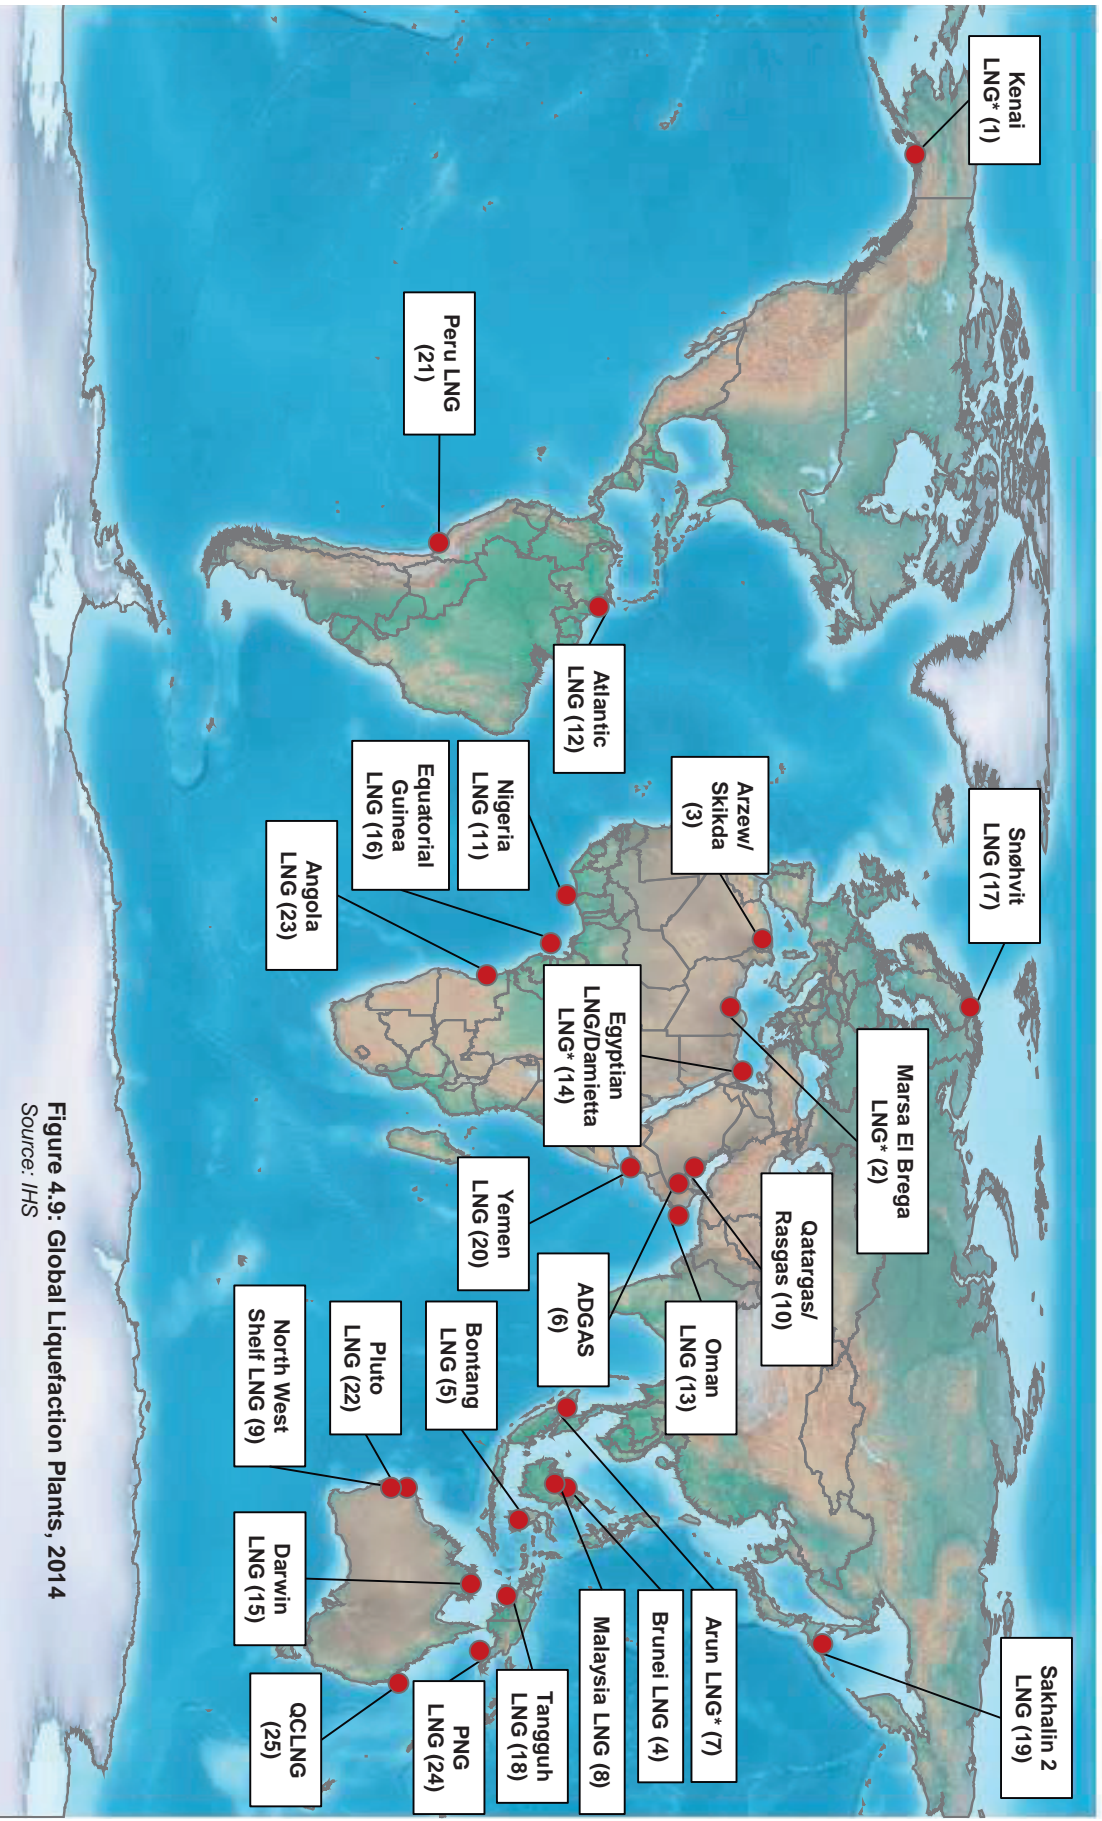 Kenai
LNG* (1)
Snøhvit
LNG (17)
Sakhalin 2
LNG (19)
Marsa El Brega
LNG* (2)
Arzew/
Skikda
(3)
Qatargas/
Rasgas (10)
Oman
LNG (13)
Arun LNG* (7)
Brunei LNG (4)
Malaysia LNG (8)
Atlantic
LNG (12)
Egyptian
LNG/Damietta
LNG* (14)
ADGAS
(6)
Tangguh
LNG (18)
Nigeria
LNG (11)
Yemen
LNG (20)
Peru LNG
(21)
Equatorial
Guinea
LNG (16)
Bontang
LNG (5)
PNG
LNG (24)
Angola
LNG (23)
Pluto
LNG (22)
North West
Shelf LNG (9)
Darwin
LNG (15)
QCLNG
(25)
Figure 4.9: Global Liquefaction Plants, 2014
Source: IHS